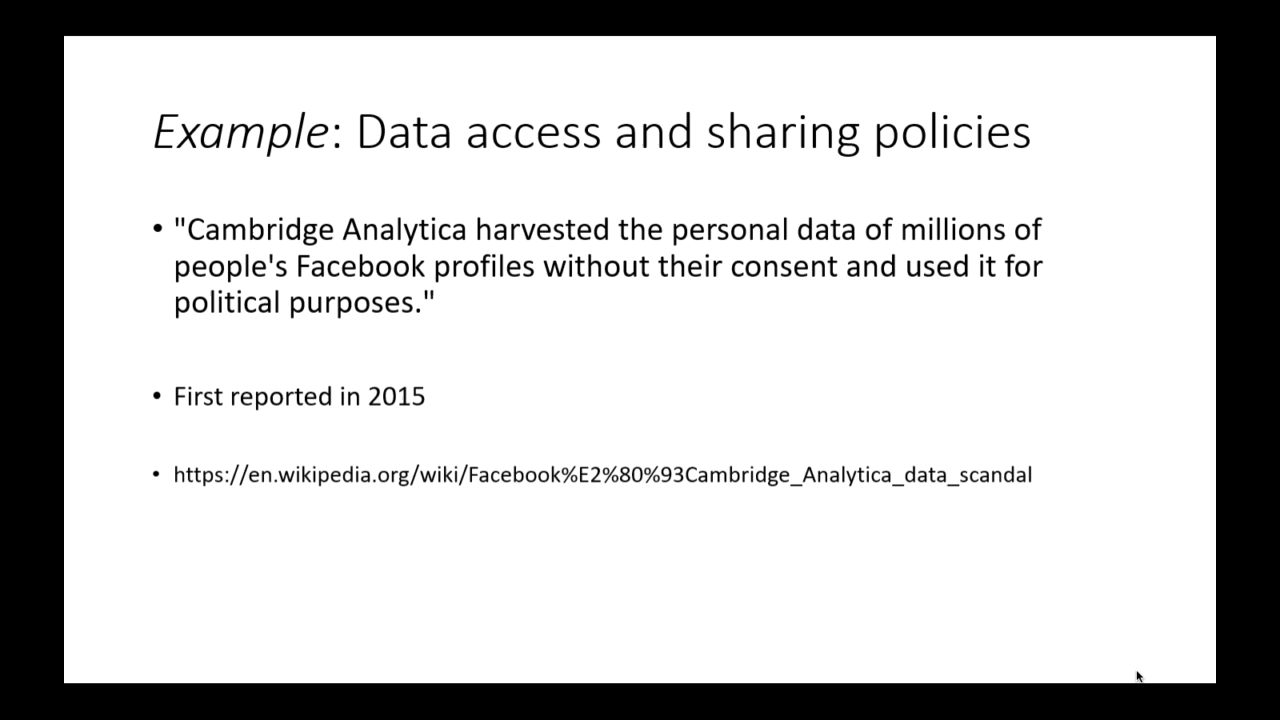 Example: Data access and sharing policies
• "Cambridge Analytica harvested the personal data of millions of
people's Facebook profiles without their consent and used it for
political purposes."
• First reported in 2015
• https://en.wikipedia.org/wiki/Facebook%E2%80%93Cambridge_Analytica_data_scandal